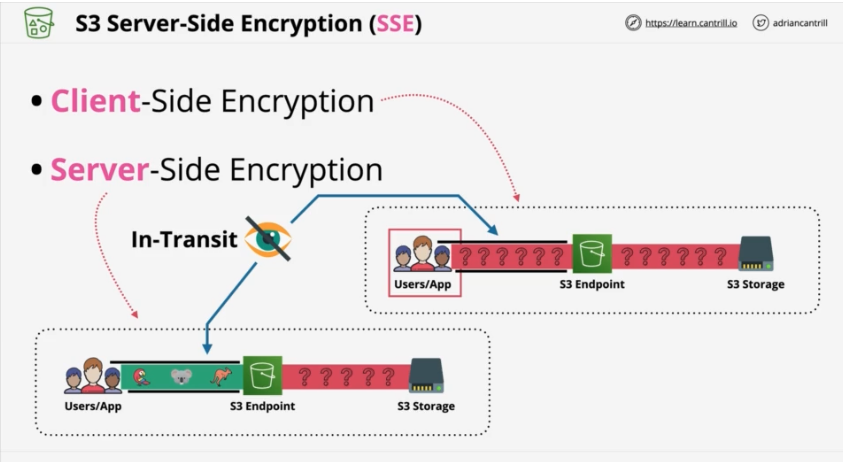 S3 Server-Side Encryption (SSE)
https://learn.cantrill.io
adriancantrill
• Client-Side Encryption
• Server-Side Encryption
In-Transit
? ? ? ? ? ?
? ? ? ? ? ?
Users/App
S3 Endpoint
S3 Storage
? ? ? ? ?
Users/App
S3 Endpoint
S3 Storage